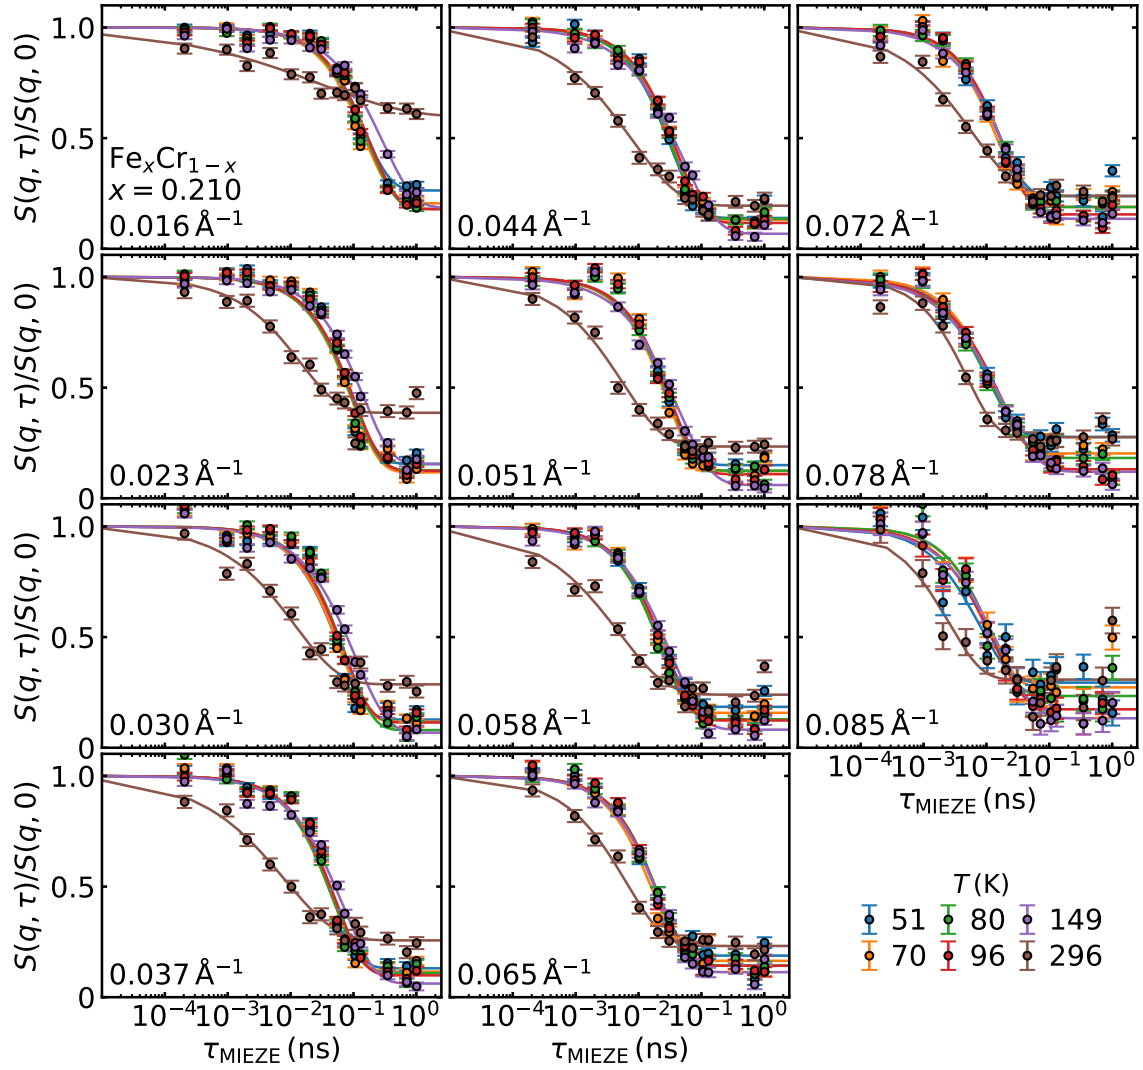 S(q, τ)/S(q, 0)
1.0
0.5
0
FeₓCr₁₋ₓ
x = 0.210
0.016 Å⁻¹
0.044 Å⁻¹
0.072 Å⁻¹
S(q, τ)/S(q, 0)
1.0
0.5
0
0.023 Å⁻¹
0.051 Å⁻¹
0.078 Å⁻¹
S(q, τ)/S(q, 0)
1.0
0.5
0
0.030 Å⁻¹
0.058 Å⁻¹
0.085 Å⁻¹
10⁻⁴ 10⁻³ 10⁻² 10⁻¹ 10⁰
τ_MIEZE (ns)
S(q, τ)/S(q, 0)
1.0
0.5
0
0.037 Å⁻¹
0.065 Å⁻¹
10⁻⁴ 10⁻³ 10⁻² 10⁻¹ 10⁰
τ_MIEZE (ns)
10⁻⁴ 10⁻³ 10⁻² 10⁻¹ 10⁰
τ_MIEZE (ns)
T (K)
51 80 149
70 96 296